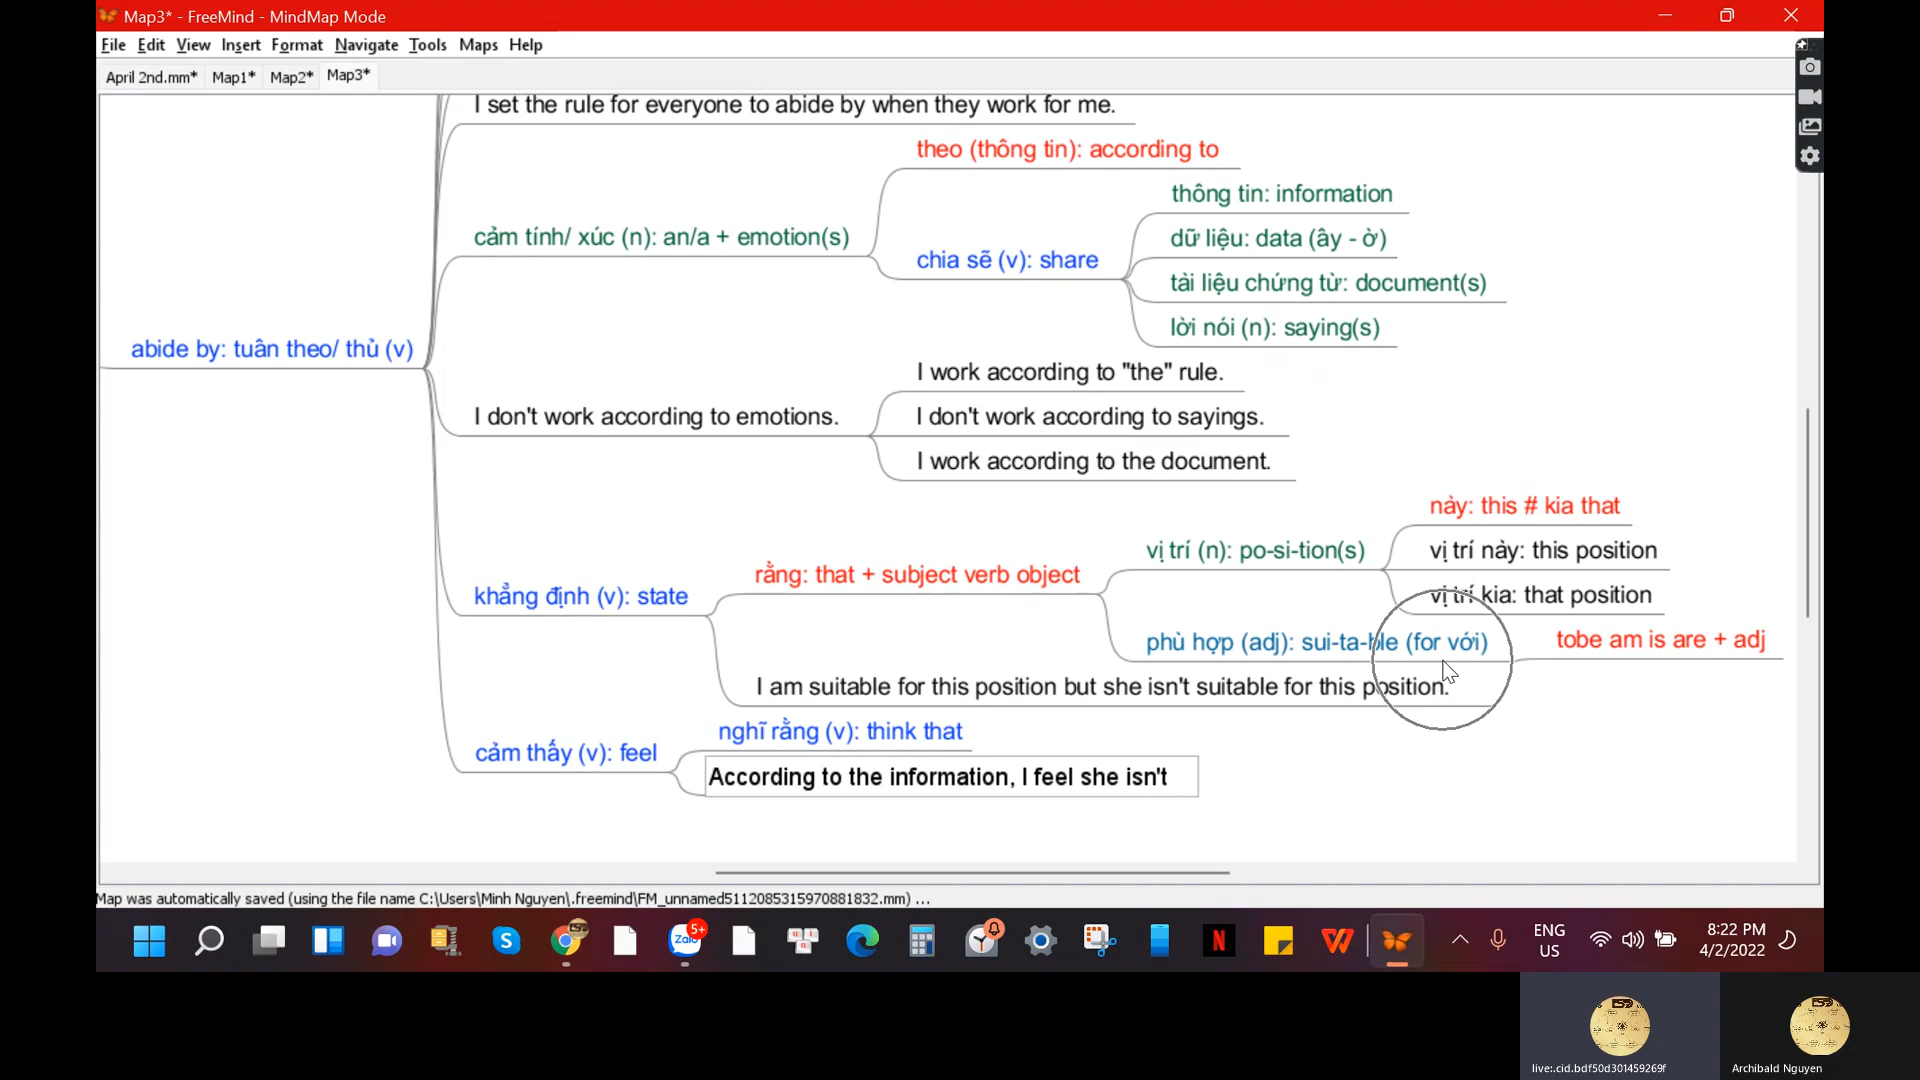 Map3* - FreeMind - MindMap Mode
File Edit View Insert Format Navigate Tools Maps Help
April 2nd.mm* Map1* Map2* Map3*
I set the rule for everyone to abide by when they work for me.
theo (thông tin): according to
thông tin: information
cảm tính/ xúc (n): an/a + emotion(s)
dữ liệu: data (ây - ờ)
chia sẽ (v): share
tài liệu chứng từ: document(s)
lời nói (n): saying(s)
abide by: tuân theo/ thủ (v)
I work according to "the" rule.
I don't work according to emotions.
I don't work according to sayings.
I work according to the document.
này: this # kia that
vị trí (n): po-si-tion(s)
vị trí này: this position
rằng: that + subject verb object
khẳng định (v): state
vị trí kia: that position
phù hợp (adj): sui-ta-ble (for với)
tobe am is are + adj
I am suitable for this position but she isn't suitable for this position.
nghĩ rằng (v): think that
cảm thấy (v): feel
According to the information, I feel she isn't
Map was automatically saved (using the file name C:\Users\Minh Nguyen\.freemind\FM_unnamed5112085315970881832.mm) ...
5+
Zalo
N
ENG
US
8:22 PM
4/2/2022
live:.cid.bdf50d301459269f
Archibald Nguyen